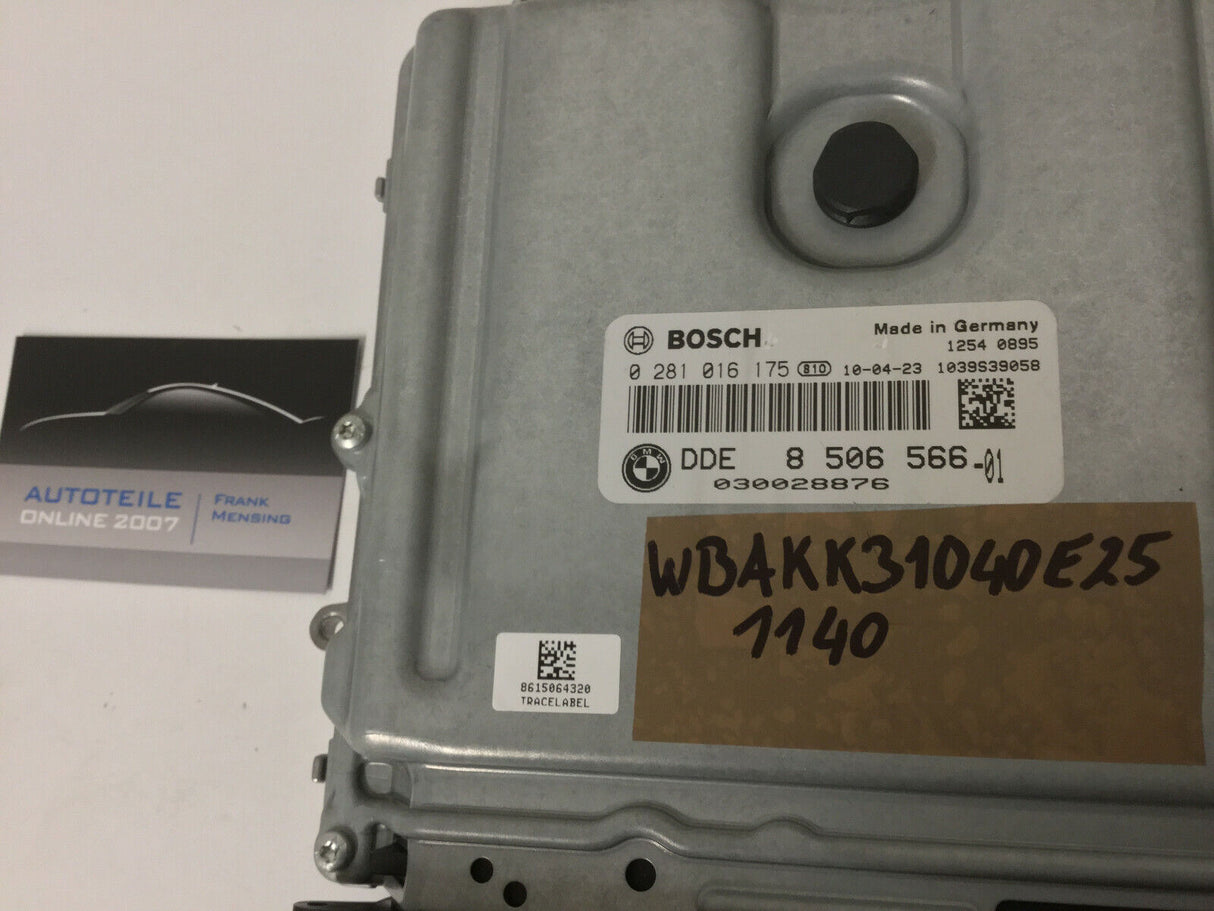 BOSCH
Made in Germany
1254 0895
0 281 016 175 810 10-04-23 1039S39058
BMW
DDE 8 506 566-01
030028876
WBAKK31040E25
1140
AUTOTEILE
ONLINE 2007
FRANK
MENSING
8615064320
TRACELABEL